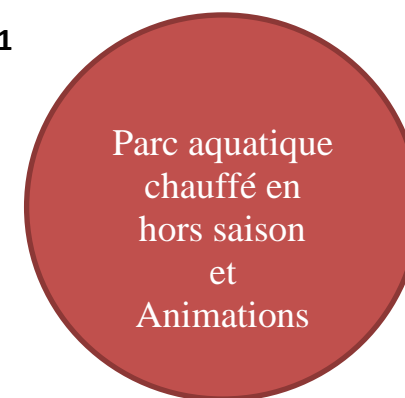 1
Parc aquatique
chauffé en
hors saison
et
Animations